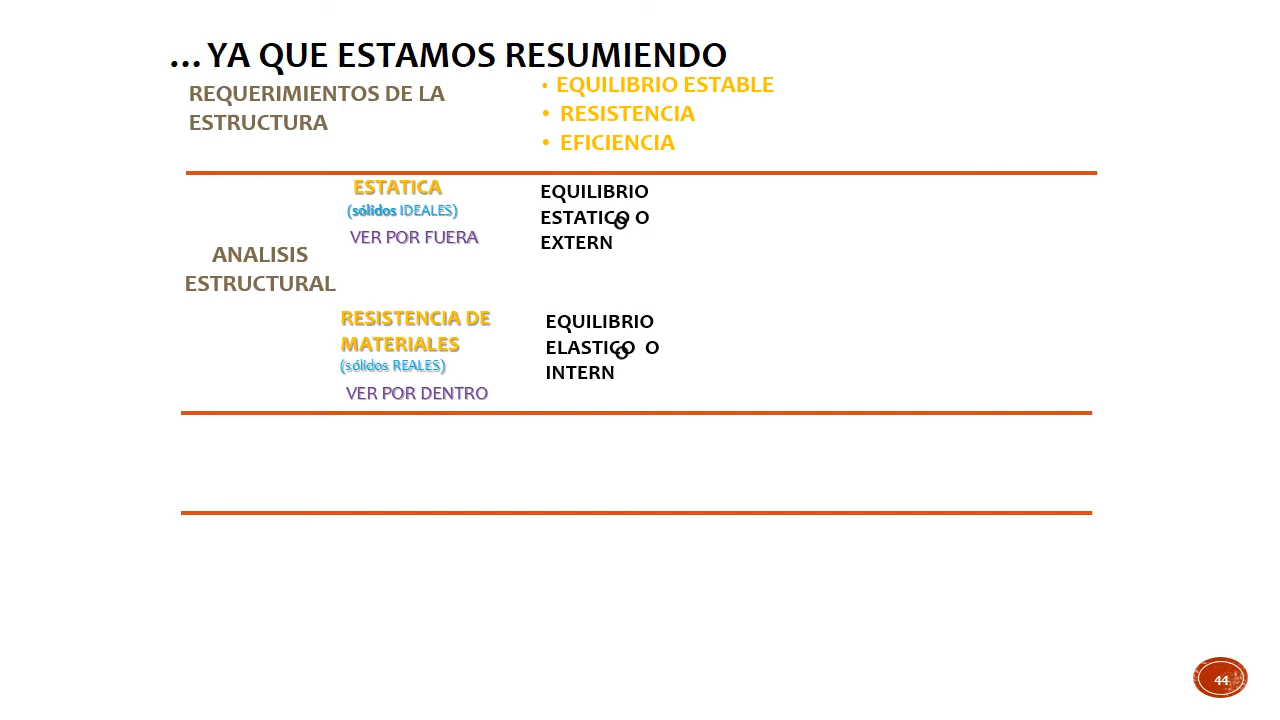 ...YA QUE ESTAMOS RESUMIENDO
REQUERIMIENTOS DE LA
ESTRUCTURA
• EQUILIBRIO ESTABLE
• RESISTENCIA
• EFICIENCIA
ANALISIS
ESTRUCTURAL
ESTATICA
(sólidos IDEALES)
VER POR FUERA
EQUILIBRIO
ESTATICO O
EXTERN
O
RESISTENCIA DE
MATERIALES
(sólidos REALES)
VER POR DENTRO
EQUILIBRIO
ELASTICO O
INTERN
O
44